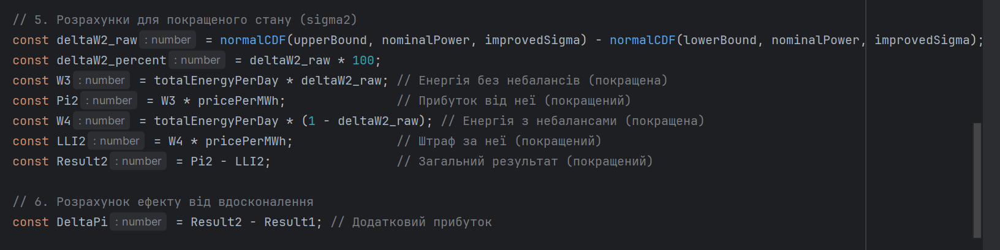 // 5. Розрахунки для покращеного стану (sigma2)
const deltaW2_raw : number = normalCDF(upperBound, nominalPower, improvedSigma) - normalCDF(lowerBound, nominalPower, improvedSigma);
const deltaW2_percent : number = deltaW2_raw * 100;
const W3 : number = totalEnergyPerDay * deltaW2_raw; // Енергія без небалансів (покращена)
const Pi2 : number = W3 * pricePerMWh; // Прибуток від неї (покращений)
const W4 : number = totalEnergyPerDay * (1 - deltaW2_raw); // Енергія з небалансами (покращена)
const LLI2 : number = W4 * pricePerMWh; // Штраф за неї (покращений)
const Result2 : number = Pi2 - LLI2; // Загальний результат (покращений)
// 6. Розрахунок ефекту від вдосконалення
const DeltaPi : number = Result2 - Result1; // Додатковий прибуток